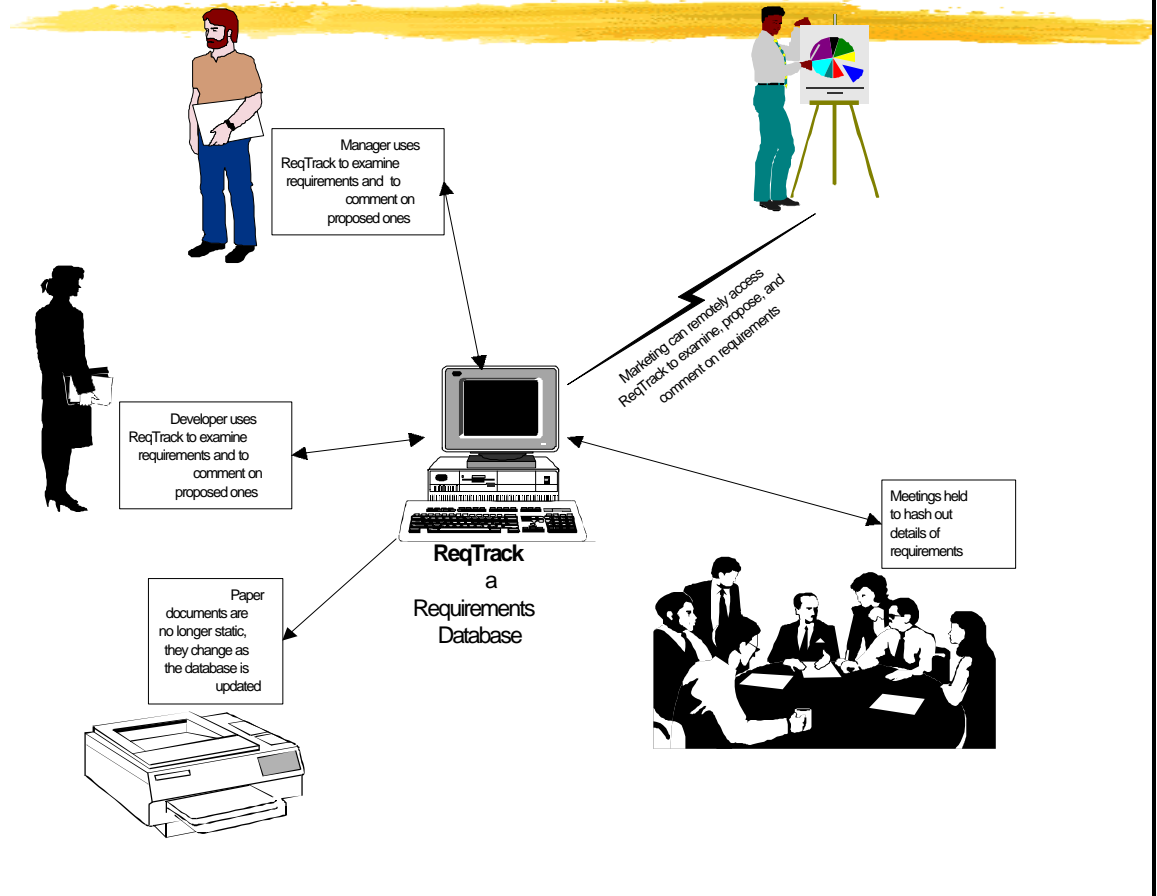 Manager uses
ReqTrack to examine
requirements and to
comment on
proposed ones
Marketing can remotely access
ReqTrack to examine, propose, and
comment on requirements
Developer uses
ReqTrack to examine
requirements and to
comment on
proposed ones
Meetings held
to hash out
details of
requirements
ReqTrack
a
Requirements
Database
Paper
documents are
no longer static,
they change as
the database is
updated